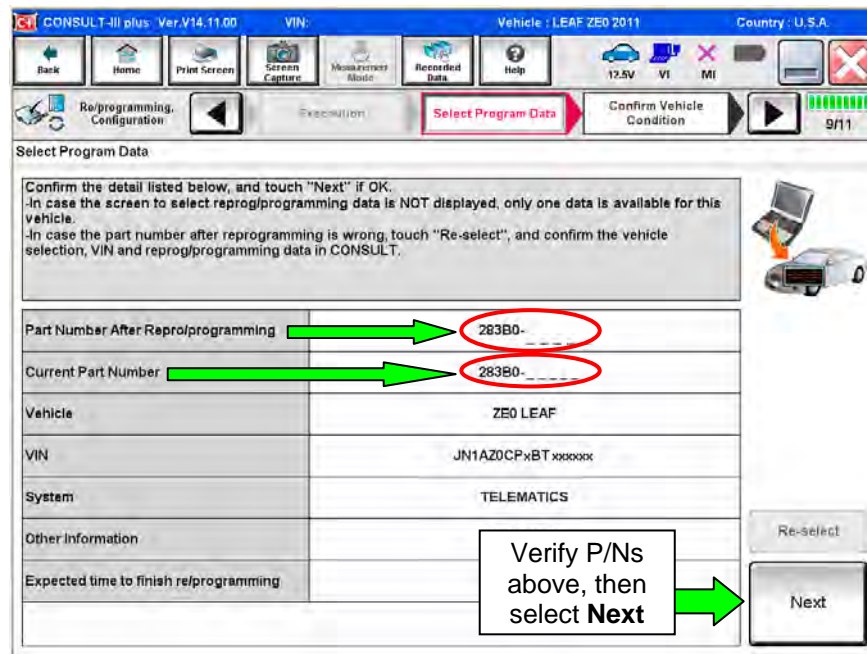 CONSULT-III plus Ver.V14.11.00 VIN: Vehicle : LEAF ZE0 2011 Country : U.S.A.
Back Home Print Screen Screen Capture Measurement Mode Recorded Data Help 12.5V VI MI
Re/programming, Configuration Execution Select Program Data Confirm Vehicle Condition 9/11
Select Program Data
Confirm the detail listed below, and touch "Next" if OK.
-In case the screen to select reprog/programming data is NOT displayed, only one data is available for this
vehicle.
-In case the part number after reprogramming is wrong, touch "Re-select", and confirm the vehicle
selection, VIN and reprog/programming data in CONSULT.
Part Number After Repro/programming 283B0-_ _ _ _ _
Current Part Number 283B0-_ _ _ _ _
Vehicle ZE0 LEAF
VIN JN1AZ0CPxBT xxxxxx
System TELEMATICS
Other Information
Expected time to finish re/programming
Verify P/Ns
above, then
select Next
Re-select
Next